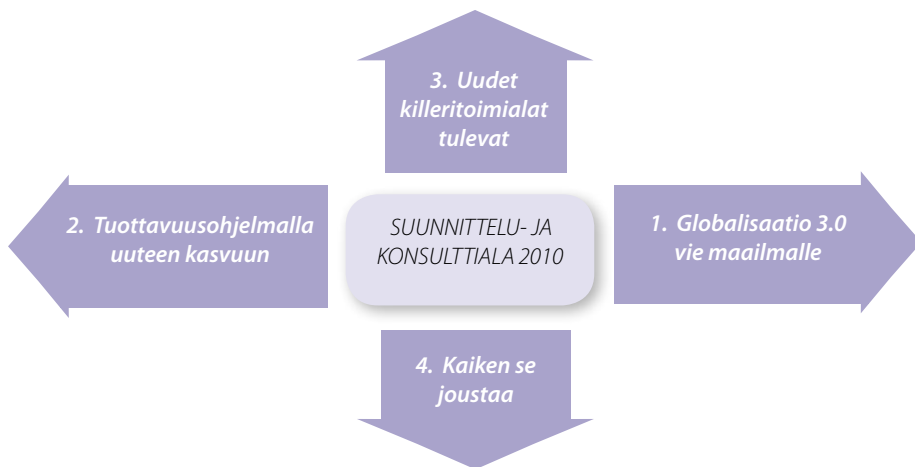 3. Uudet
killeritoimialat
tulevat
2. Tuottavuusohjelmalla
uuteen kasvuun
SUUNNITTELU- JA
KONSULTTIALA 2010
1. Globalisaatio 3.0
vie maailmalle
4. Kaiken se
joustaa